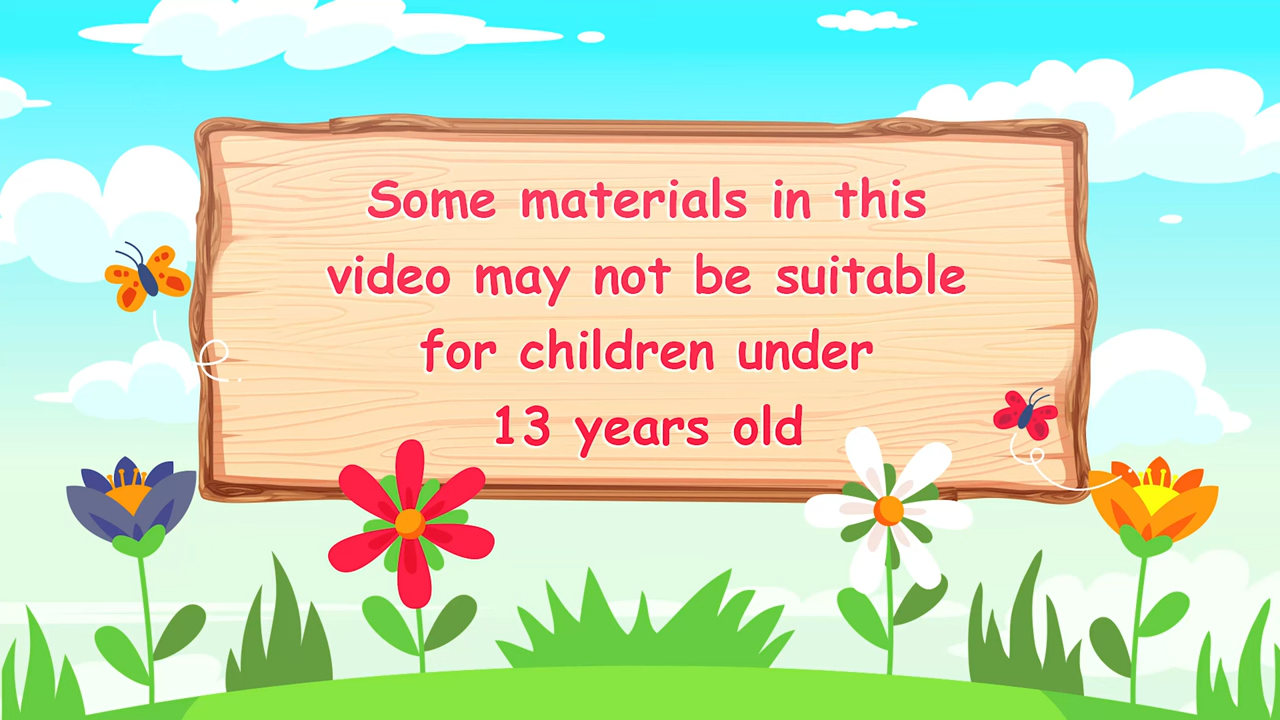 Some materials in this
video may not be suitable
for children under
13 years old